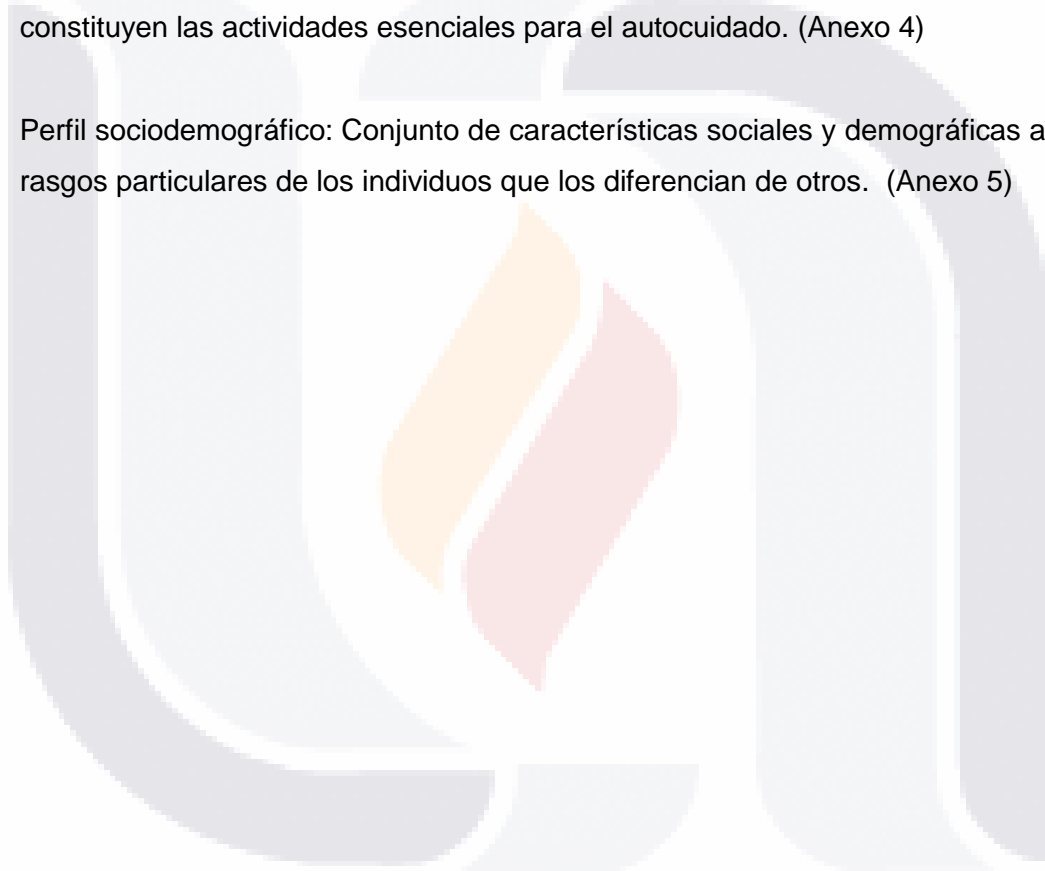 constituyen las actividades esenciales para el autocuidado. (Anexo 4)
Perfil sociodemográfico: Conjunto de características sociales y demográficas a
rasgos particulares de los individuos que los diferencian de otros. (Anexo 5)